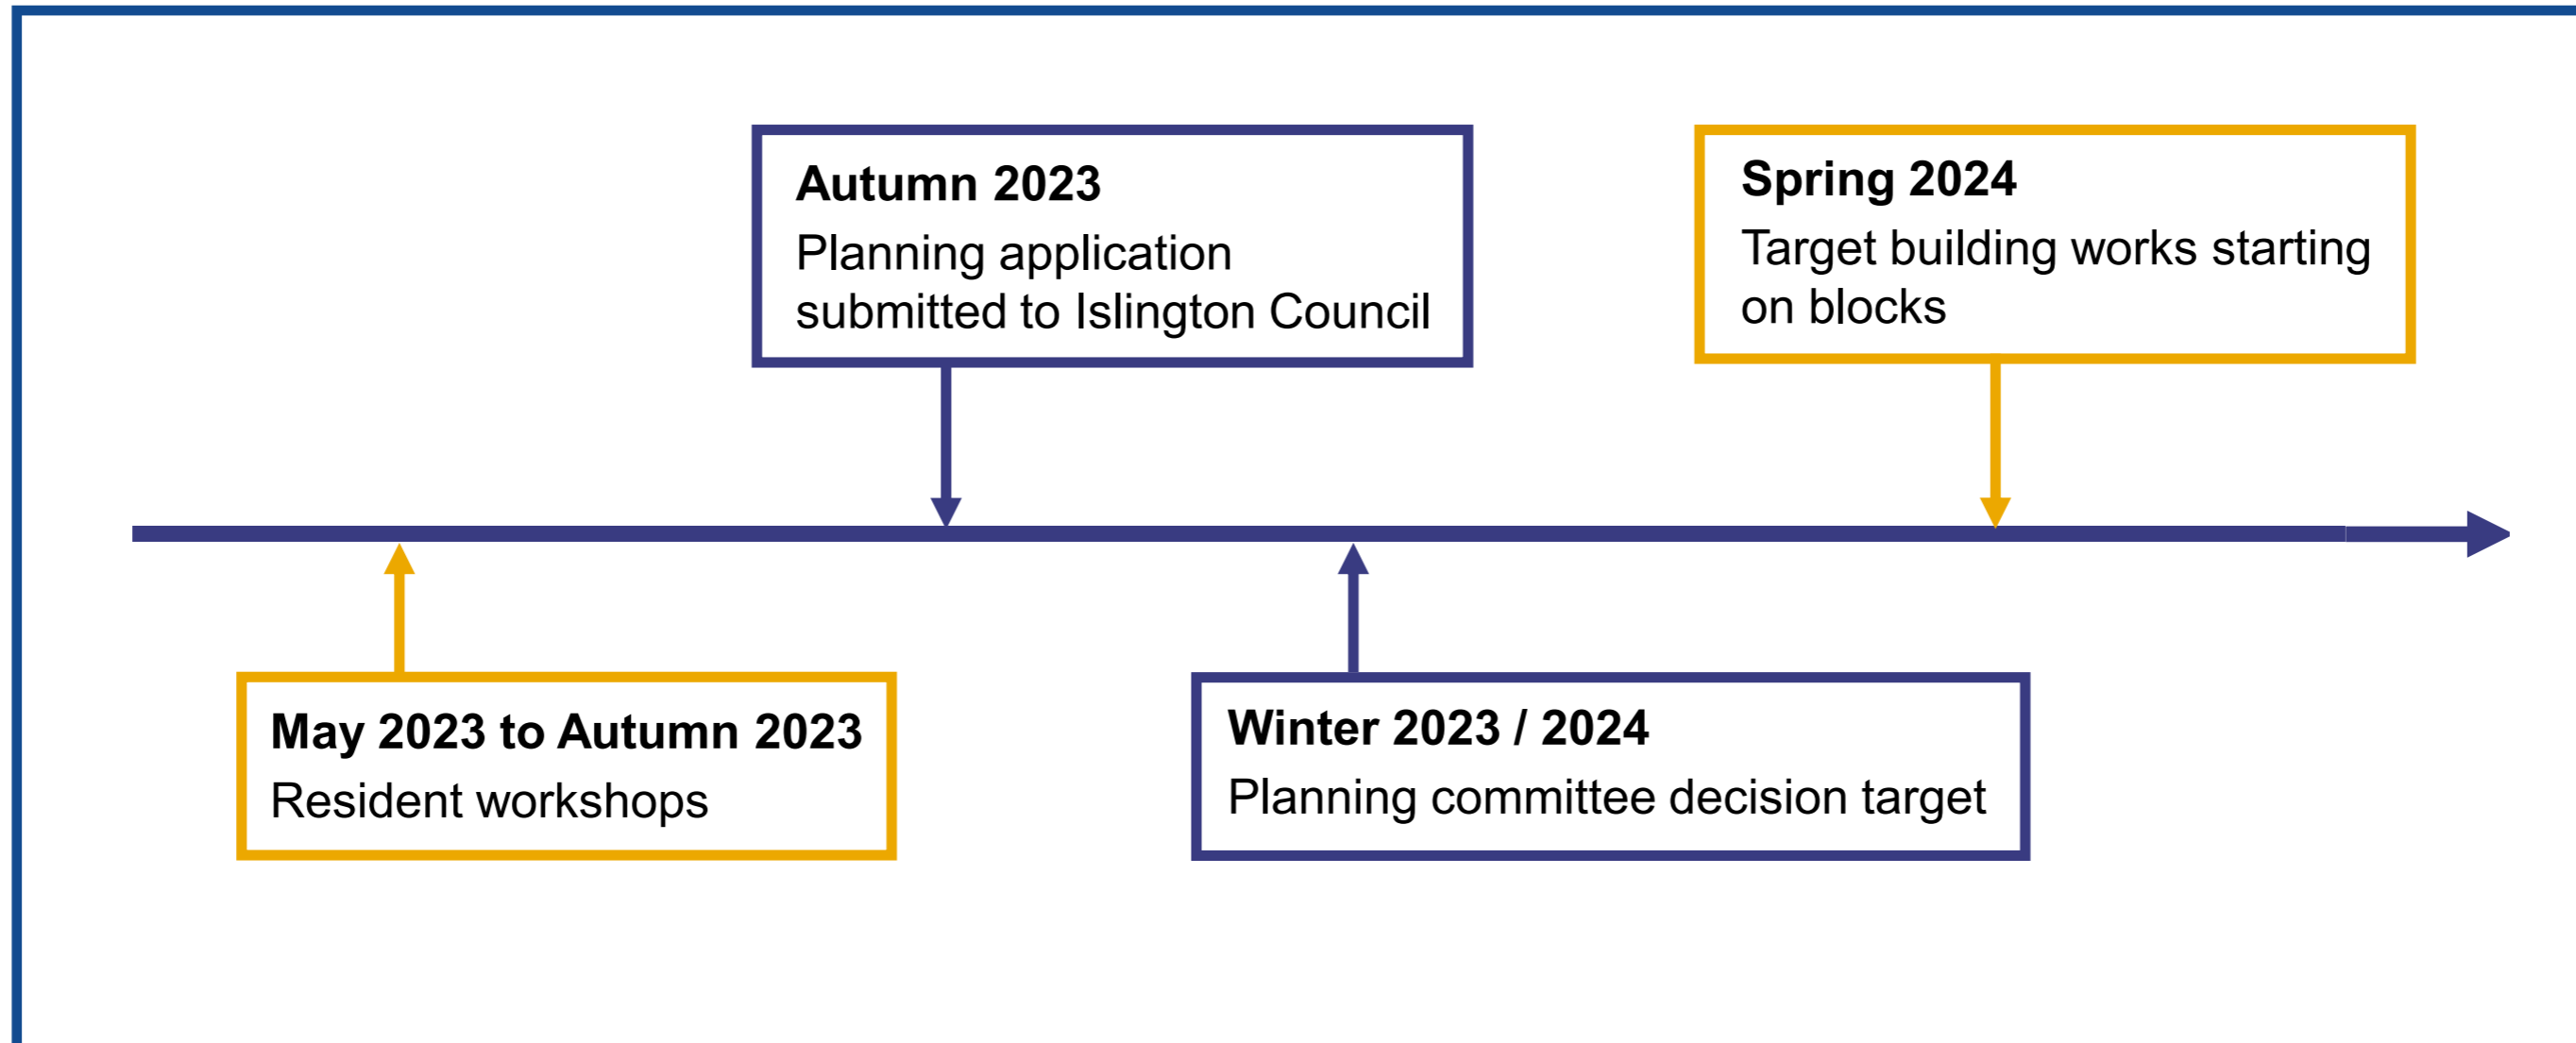 Autumn 2023
Planning application
submitted to Islington Council
Spring 2024
Target building works starting
on blocks
May 2023 to Autumn 2023
Resident workshops
Winter 2023 / 2024
Planning committee decision target